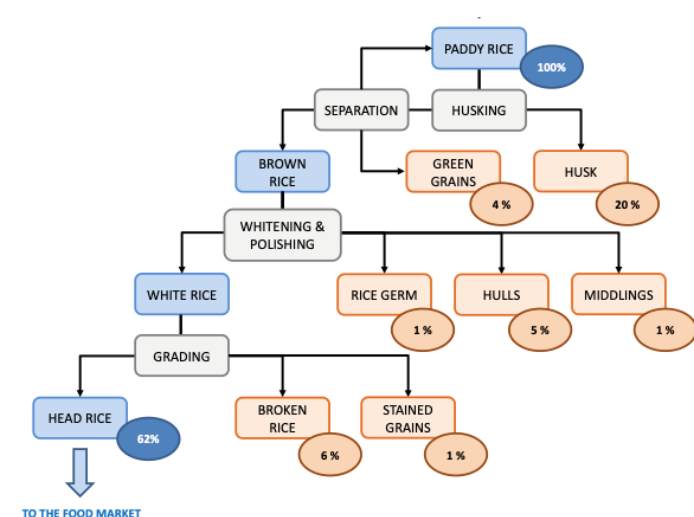 PADDY RICE
100%
SEPARATION
HUSKING
BROWN
RICE
GREEN
GRAINS
4 %
HUSK
20 %
WHITENING &
POLISHING
WHITE RICE
RICE GERM
1 %
HULLS
5 %
MIDDLINGS
1 %
GRADING
HEAD RICE
62%
BROKEN
RICE
6 %
STAINED
GRAINS
1 %
TO THE FOOD MARKET